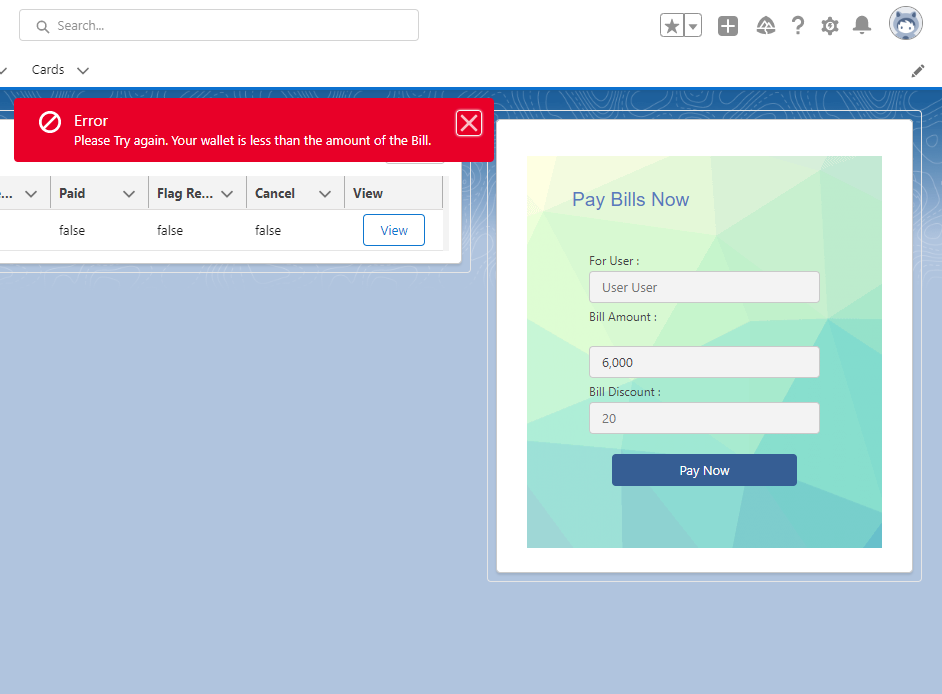 Search...
Cards
Error
Please Try again. Your wallet is less than the amount of the Bill.
Paid
Flag Re...
Cancel
View
false
false
false
View
Pay Bills Now
For User :
User User
Bill Amount :
6,000
Bill Discount :
20
Pay Now